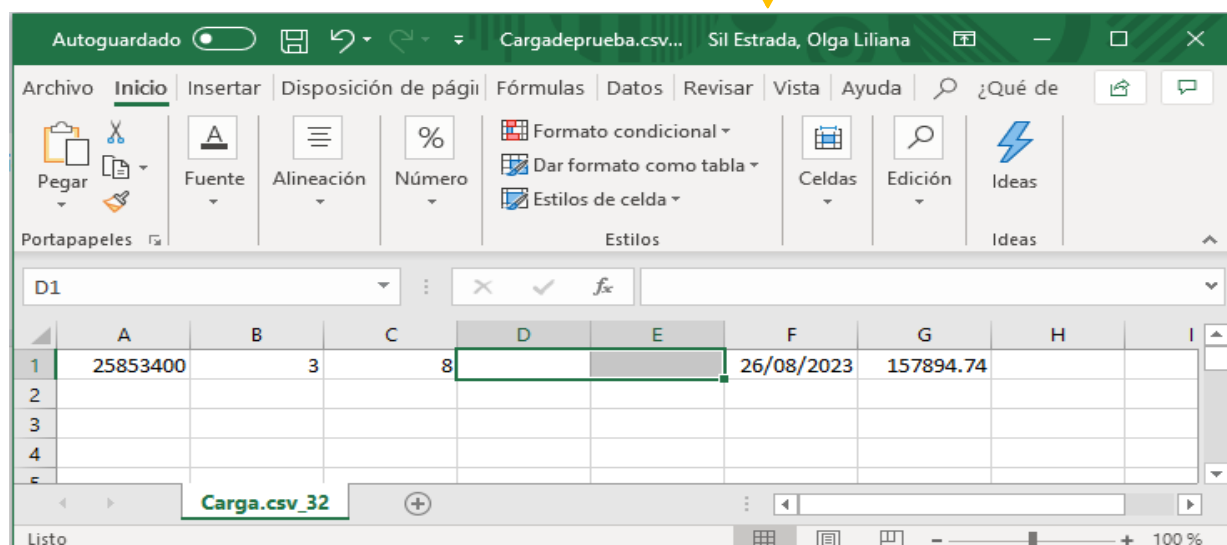 Autoguardado Cargadeprueba.csv... Sil Estrada, Olga Liliana
Archivo Inicio Insertar Disposición de págii Fórmulas Datos Revisar Vista Ayuda ¿Qué de
Pegar Fuente Alineación % Número Formato condicional Celdas Edición Ideas
Dar formato como tabla
Estilos de celda
Portapapeles Estilos Ideas
D1 fx
A B C D E F G H I
1 25853400 3 8 26/08/2023 157894.74
2
3
4
5
Carga.csv_32
Listo 100 %